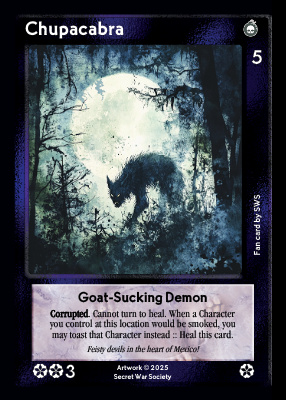 Chupacabra
5
Fan card by SWS
Goat-Sucking Demon
Corrupted. Cannot turn to heal. When a Character
you control at this location would be smoked, you
may toast that Character instead :: Heal this card.
Feisty devils in the heart of Mexico!
3
Artwork © 2025
Secret War Society